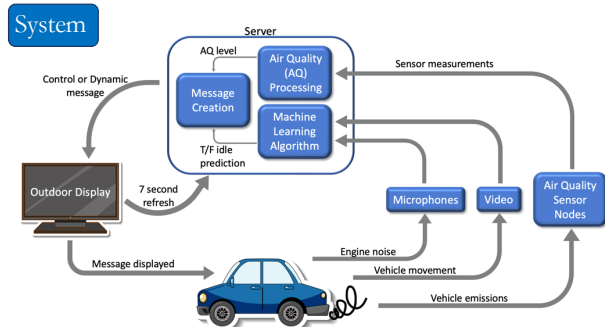 System
Server
AQ level
Air Quality
(AQ)
Processing
Sensor measurements
Control or Dynamic
message
Message
Creation
Machine
Learning
Algorithm
T/F idle
prediction
Outdoor Display
7 second
refresh
Microphones
Video
Air Quality
Sensor
Nodes
Engine noise
Message displayed
Vehicle movement
Vehicle emissions